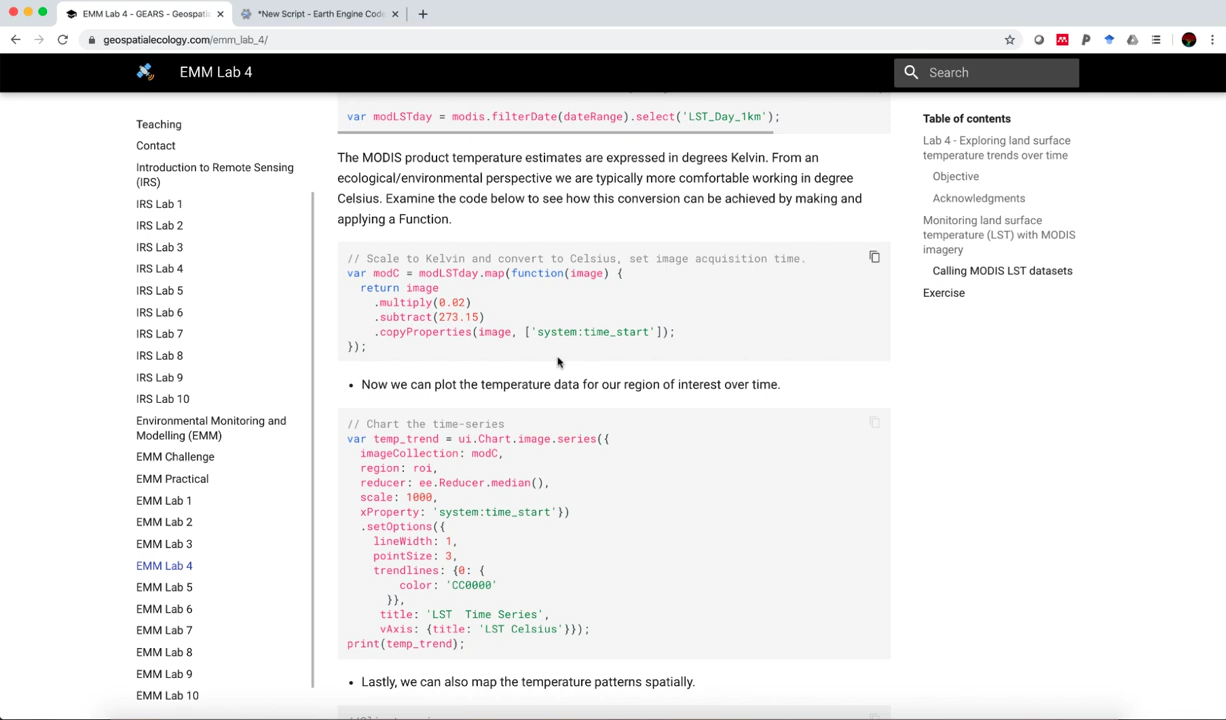 EMM Lab 4 - GEARS - Geospatia
*New Script - Earth Engine Code
geospatialecology.com/emm_lab_4/
EMM Lab 4
Search
Teaching
Contact
Introduction to Remote Sensing
(IRS)
IRS Lab 1
IRS Lab 2
IRS Lab 3
IRS Lab 4
IRS Lab 5
IRS Lab 6
IRS Lab 7
IRS Lab 8
IRS Lab 9
IRS Lab 10
Environmental Monitoring and
Modelling (EMM)
EMM Challenge
EMM Practical
EMM Lab 1
EMM Lab 2
EMM Lab 3
EMM Lab 4
EMM Lab 5
EMM Lab 6
EMM Lab 7
EMM Lab 8
EMM Lab 9
EMM Lab 10
var modLSTday = modis.filterDate(dateRange).select('LST_Day_1km');
The MODIS product temperature estimates are expressed in degrees Kelvin. From an
ecological/environmental perspective we are typically more comfortable working in degree
Celsius. Examine the code below to see how this conversion can be achieved by making and
applying a Function.
// Scale to Kelvin and convert to Celsius, set image acquisition time.
var modC = modLSTday.map(function(image) {
return image
.multiply(0.02)
.subtract(273.15)
.copyProperties(image, ['system:time_start']);
});
• Now we can plot the temperature data for our region of interest over time.
// Chart the time-series
var temp_trend = ui.Chart.image.series({
imageCollection: modC,
region: roi,
reducer: ee.Reducer.median(),
scale: 1000,
xProperty: 'system:time_start'})
.setOptions({
lineWidth: 1,
pointSize: 3,
trendlines: {0: {
color: 'CC0000'
}},
title: 'LST  Time Series',
vAxis: {title: 'LST Celsius'}});
print(temp_trend);
• Lastly, we can also map the temperature patterns spatially.
Table of contents
Lab 4 - Exploring land surface
temperature trends over time
Objective
Acknowledgments
Monitoring land surface
temperature (LST) with MODIS
imagery
Calling MODIS LST datasets
Exercise